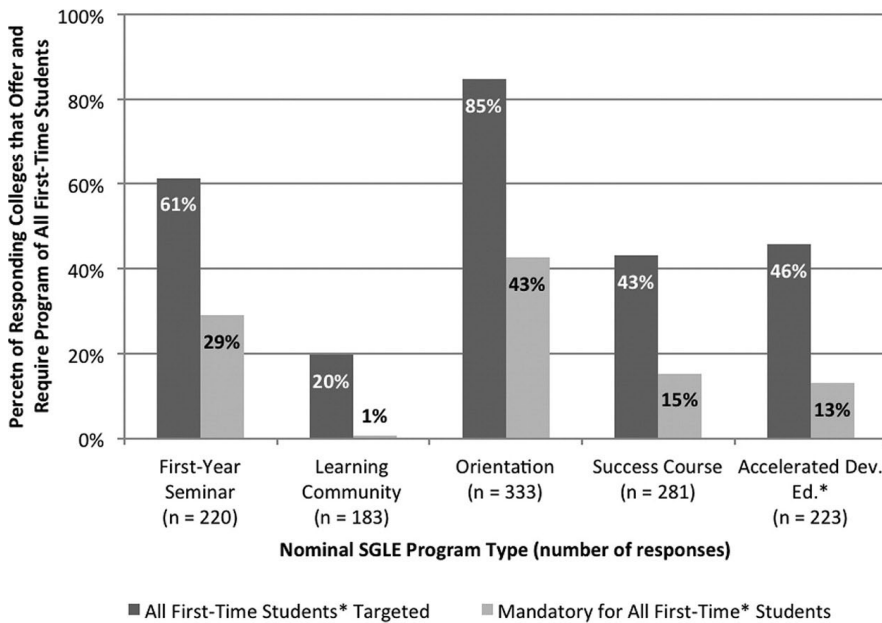 Percetn of Responding Colleges that Offer and
Require Program of All First-Time Students
100%
80%
60%
40%
20%
0%
61%
29%
20%
1%
85%
43%
43%
15%
46%
13%
First-Year
Seminar
(n = 220)
Learning
Community
(n = 183)
Orientation
(n = 333)
Success Course
(n = 281)
Accelerated Dev.
Ed.*
(n = 223)
Nominal SGLE Program Type (number of responses)
All First-Time Students* Targeted
Mandatory for All First-Time* Students